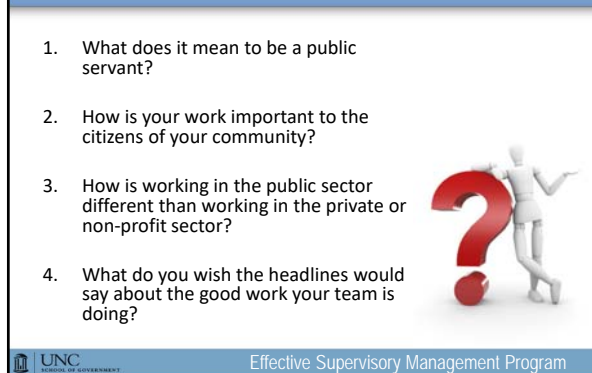 1. What does it mean to be a public
servant?
2. How is your work important to the
citizens of your community?
3. How is working in the public sector
different than working in the private or
non-profit sector?
4. What do you wish the headlines would
say about the good work your team is
doing?
UNC
SCHOOL OF GOVERNMENT
Effective Supervisory Management Program